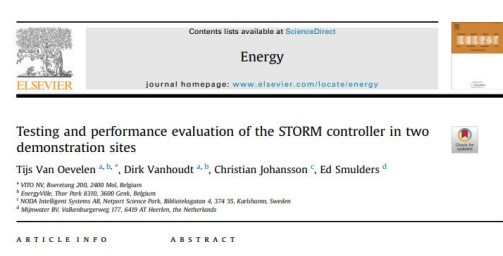 Contents lists available at ScienceDirect
Energy
journal homepage: www.elsevier.com/locate/energy
ELSEVIER
Testing and performance evaluation of the STORM controller in two
demonstration sites
Check for
updates
Tijs Van Oevelen a, b, *, Dirk Vanhoudt a, b, Christian Johansson c, Ed Smulders d
a VITO NV, Boeretang 200, 2400 Mol, Belgium
b EnergyVille, Thor Park 8310, 3600 Genk, Belgium
c NODA Intelligent Systems AB, Netport Science Park, Biblioteksgatan 4, 374 35, Karlshamn, Sweden
d Mijnwater BV, Valkenburgerweg 177, 6419 AT Heerlen, the Netherlands
ARTICLE INFO
ABSTRACT